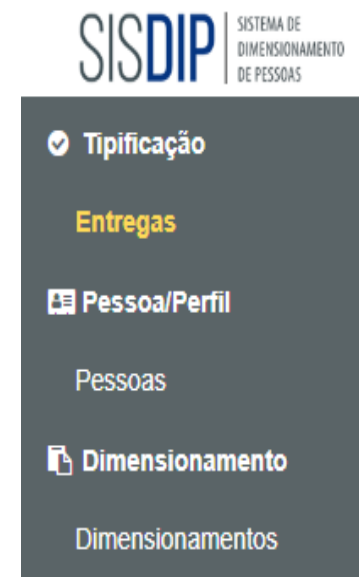 SISDIP
SISTEMA DE
DIMENSIONAMENTO
DE PESSOAS
Tipificação
Entregas
Pessoa/Perfil
Pessoas
Dimensionamento
Dimensionamentos